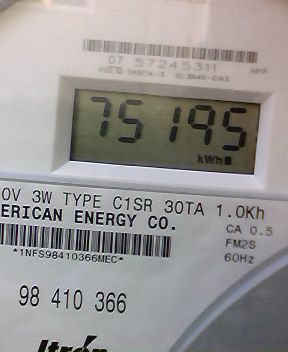 07 57245311
75195
kWh
0V 3W TYPE C1SR 30TA 1.0Kh
ERICAN ENERGY CO.
CA 0.5
FM2S
60Hz
*1NFS98410366MEC*
98 410 366
Itrón